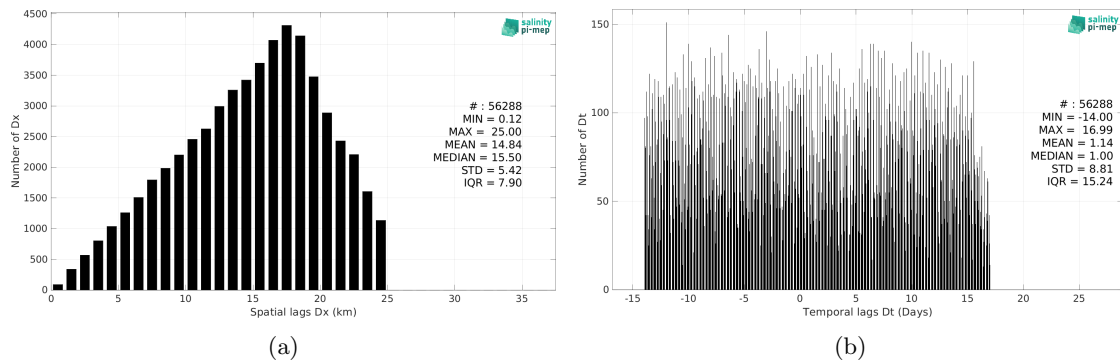 4500
4000
3500
3000
2500
2000
1500
1000
500
0
Number of Dx
salinity
pi-mep
# : 56288
MIN = 0.12
MAX = 25.00
MEAN = 14.84
MEDIAN = 15.50
STD = 5.42
IQR = 7.90
0 5 10 15 20 25 30 35
Spatial lags Dx (km)
(a)
150
100
50
0
Number of Dt
salinity
pi-mep
# : 56288
MIN = -14.00
MAX = 16.99
MEAN = 1.14
MEDIAN = 1.00
STD = 8.81
IQR = 15.24
-15 -10 -5 0 5 10 15 20 25
Temporal lags Dt (Days)
(b)